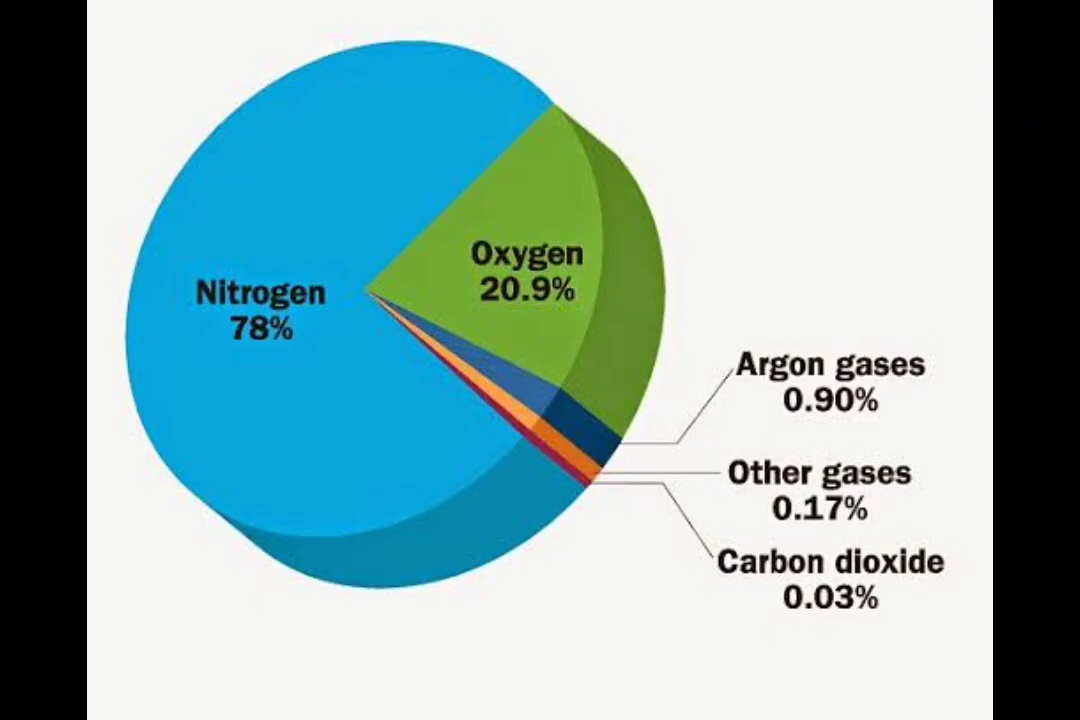 Nitrogen
78%
Oxygen
20.9%
Argon gases
0.90%
Other gases
0.17%
Carbon dioxide
0.03%